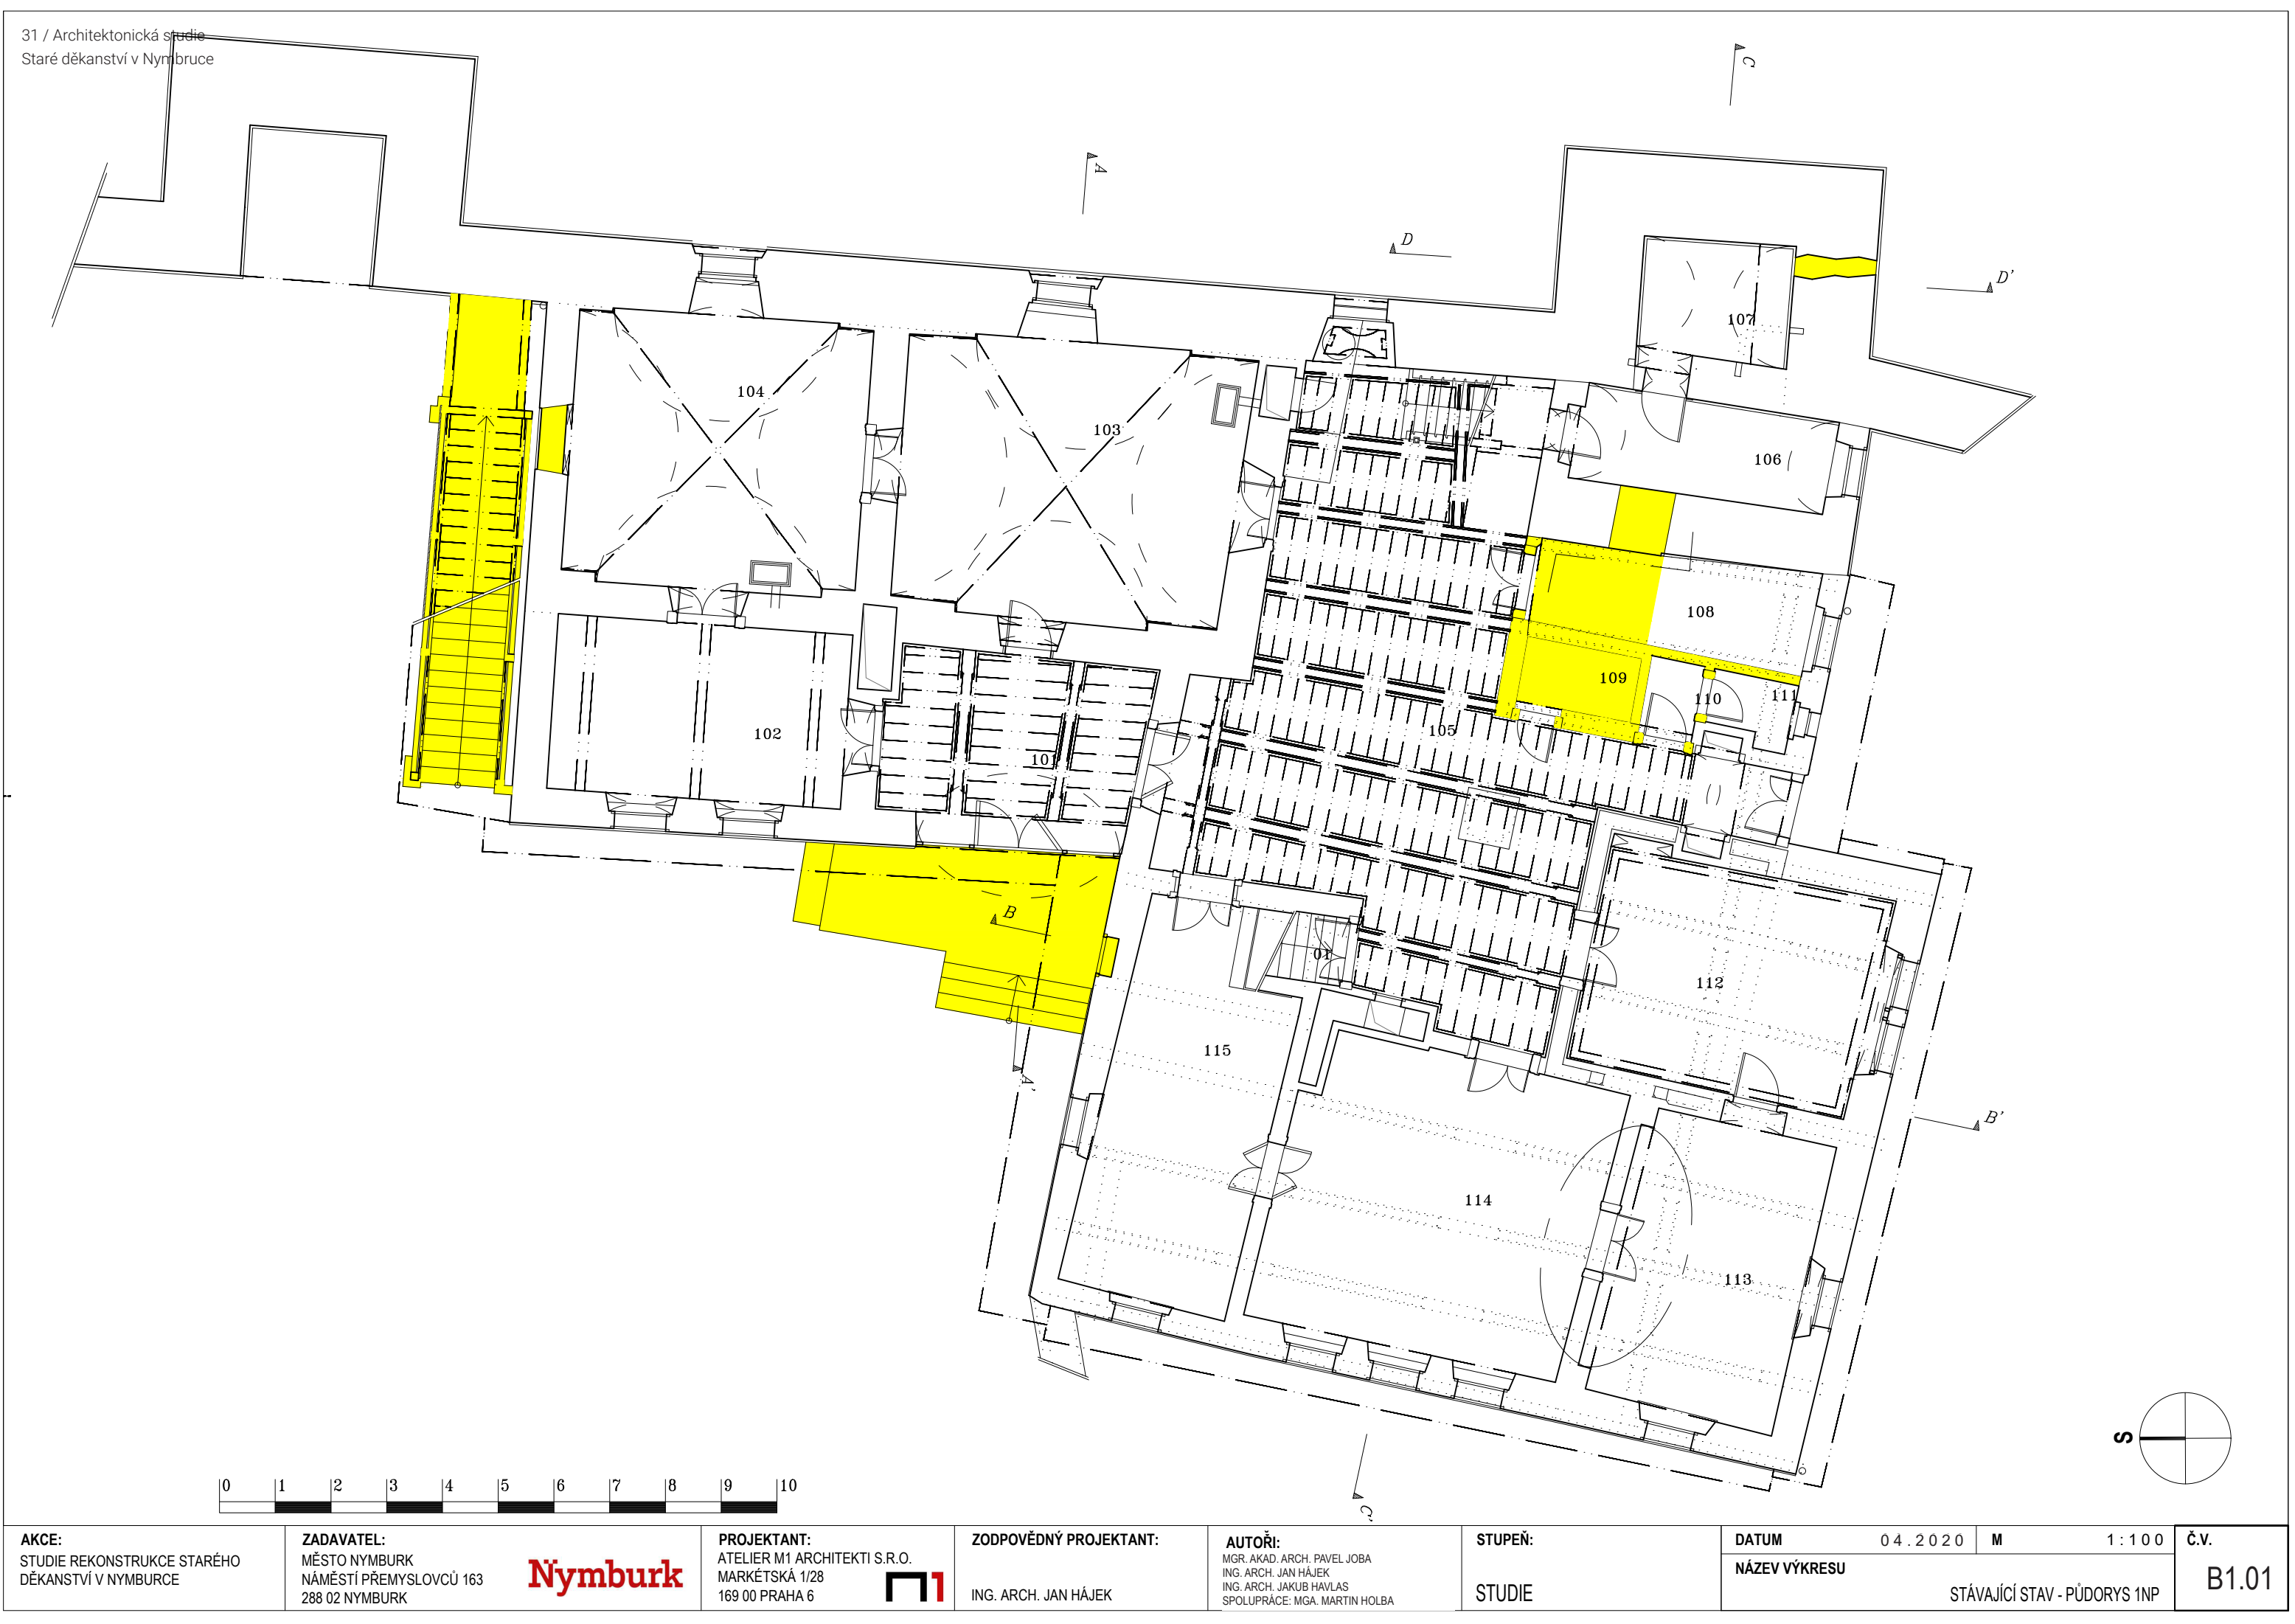 31 / Architektonická studie
Staré děkanství v Nymbruce
C
A
D
D'
107
104
103
106
108
109
110
111
102
101
105
B
01
112
115
A'
B'
114
113
S
C'
0 1 2 3 4 5 6 7 8 9 10
AKCE:
STUDIE REKONSTRUKCE STARÉHO
DĚKANSTVÍ V NYMBURCE
ZADAVATEL:
MĚSTO NYMBURK
NÁMĚSTÍ PŘEMYSLOVCŮ 163
288 02 NYMBURK
Nymburk
PROJEKTANT:
ATELIER M1 ARCHITEKTI S.R.O.
MARKÉTSKÁ 1/28
169 00 PRAHA 6
1
ZODPOVĚDNÝ PROJEKTANT:
ING. ARCH. JAN HÁJEK
AUTOŘI:
MGR. AKAD. ARCH. PAVEL JOBA
ING. ARCH. JAN HÁJEK
ING. ARCH. JAKUB HAVLAS
SPOLUPRÁCE: MGA. MARTIN HOLBA
STUPEŇ:
STUDIE
DATUM 04.2020 M 1:100
NÁZEV VÝKRESU
STÁVAJÍCÍ STAV - PŮDORYS 1NP
Č.V.
B1.01